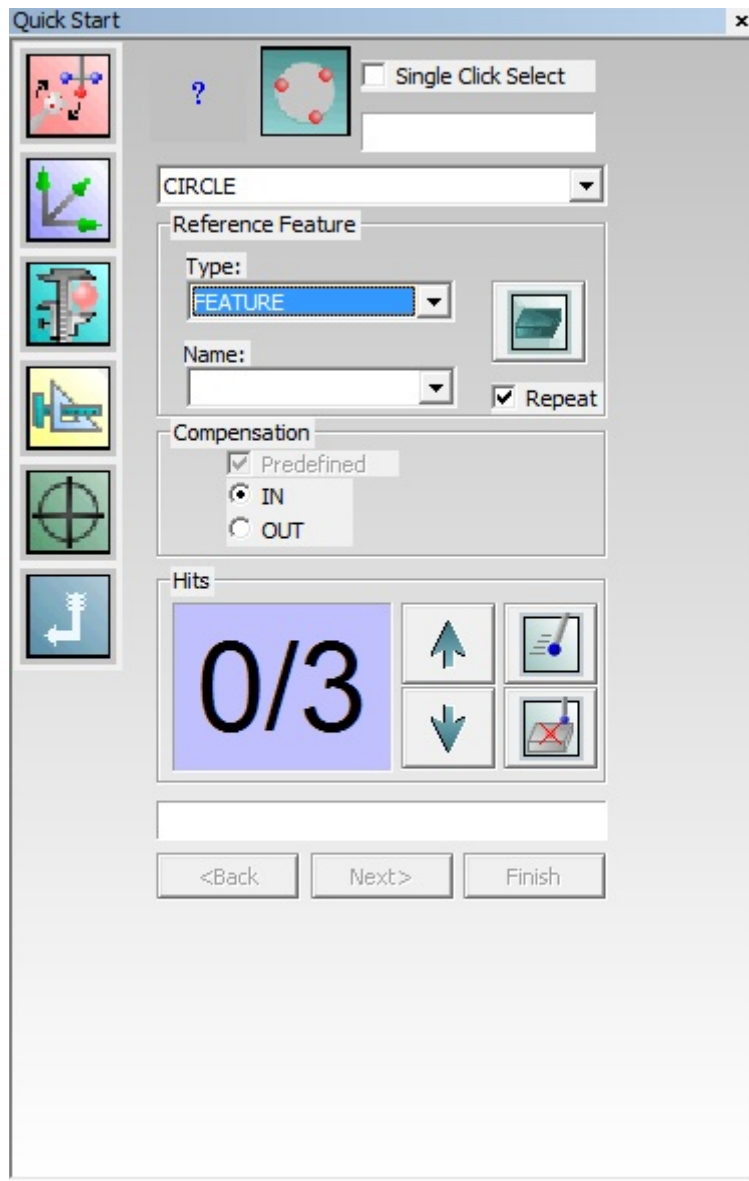 Quick Start
?
Single Click Select
CIRCLE
Reference Feature
Type:
FEATURE
Name:
Repeat
Compensation
Predefined
IN
OUT
Hits
0/3
<Back Next> Finish